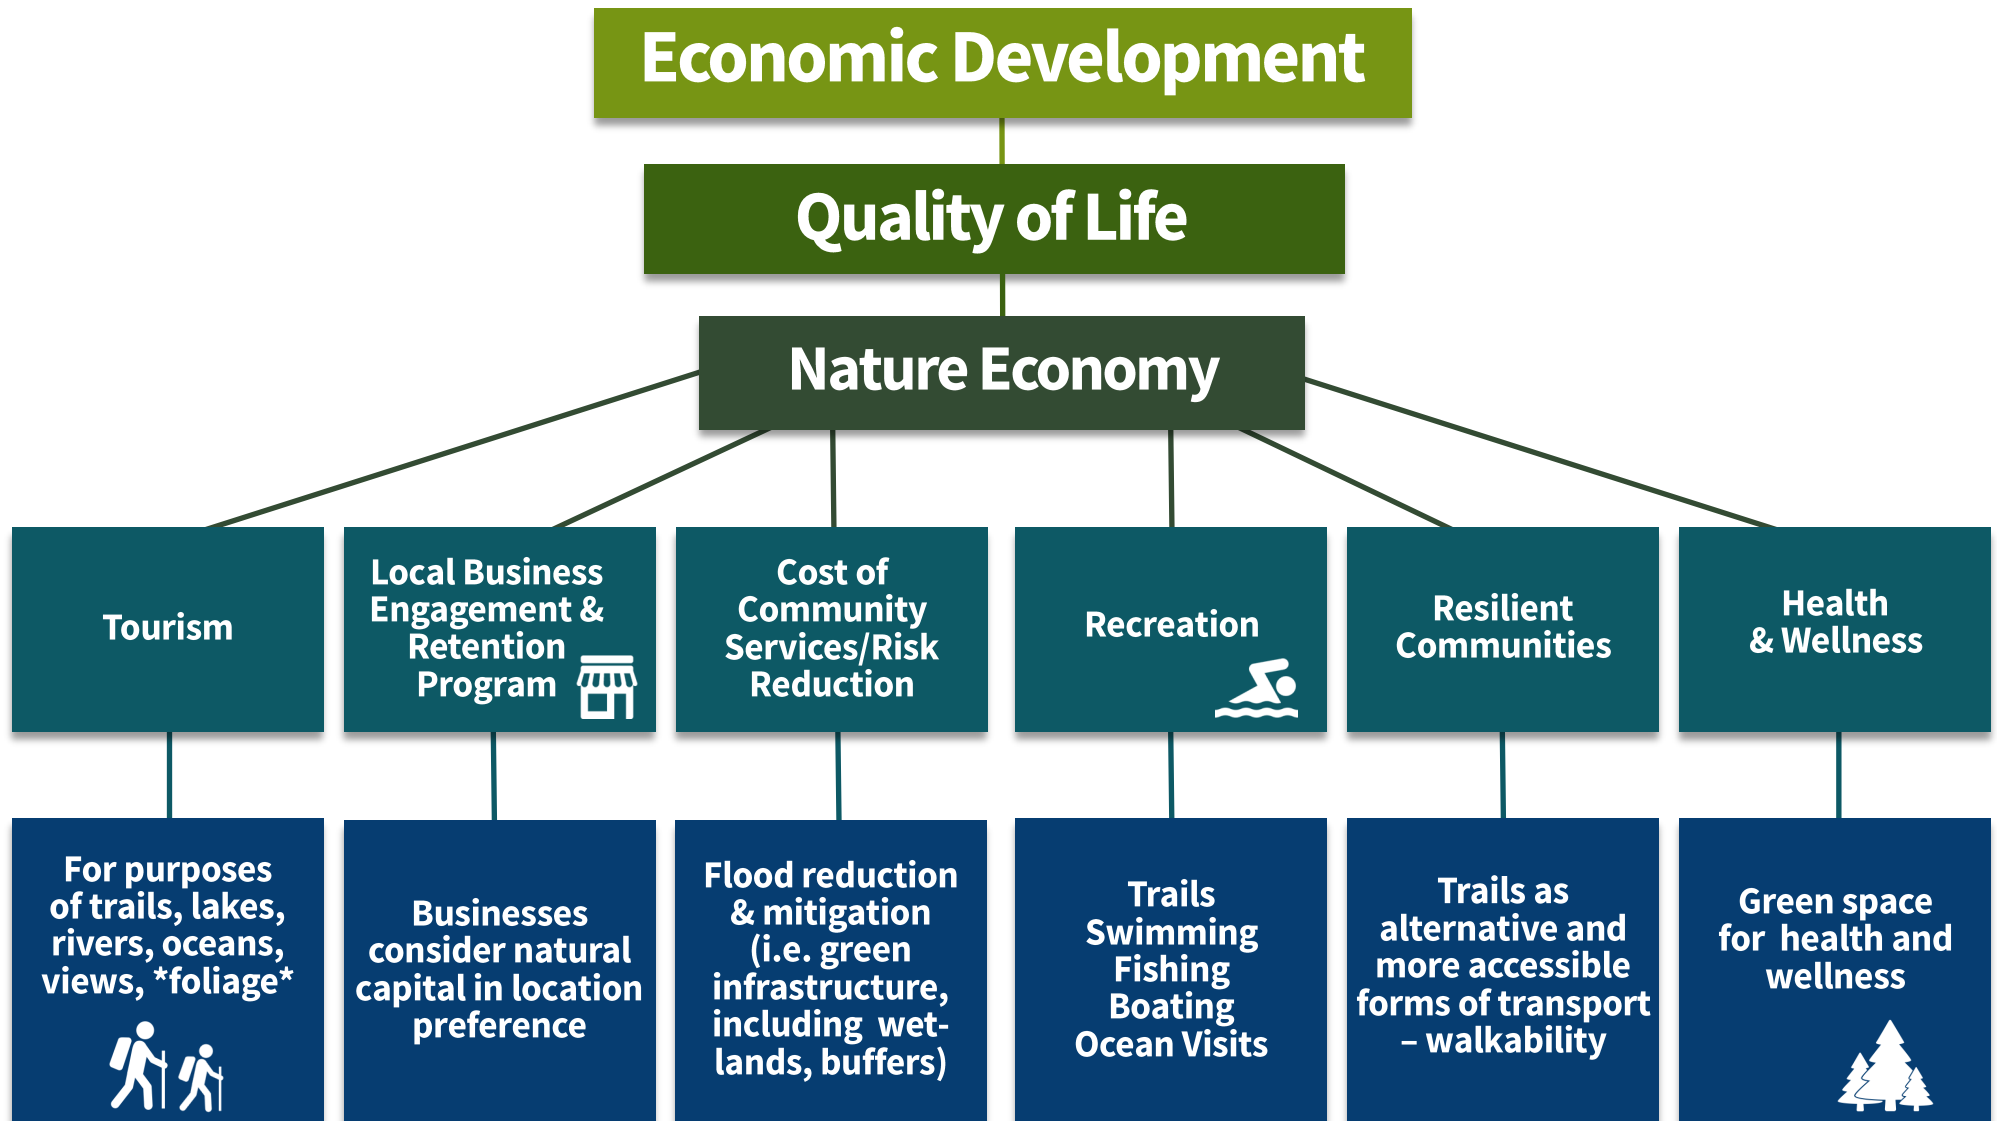 Economic Development
Quality of Life
Nature Economy
Tourism
Local Business
Engagement &
Retention
Program
Cost of
Community
Services/Risk
Reduction
Recreation
Resilient
Communities
Health
& Wellness
For purposes
of trails, lakes,
rivers, oceans,
views, *foliage*
Businesses
consider natural
capital in location
preference
Flood reduction
& mitigation
(i.e. green
infrastructure,
including wet-
lands, buffers)
Trails
Swimming
Fishing
Boating
Ocean Visits
Trails as
alternative and
more accessible
forms of transport
– walkability
Green space
for health and
wellness